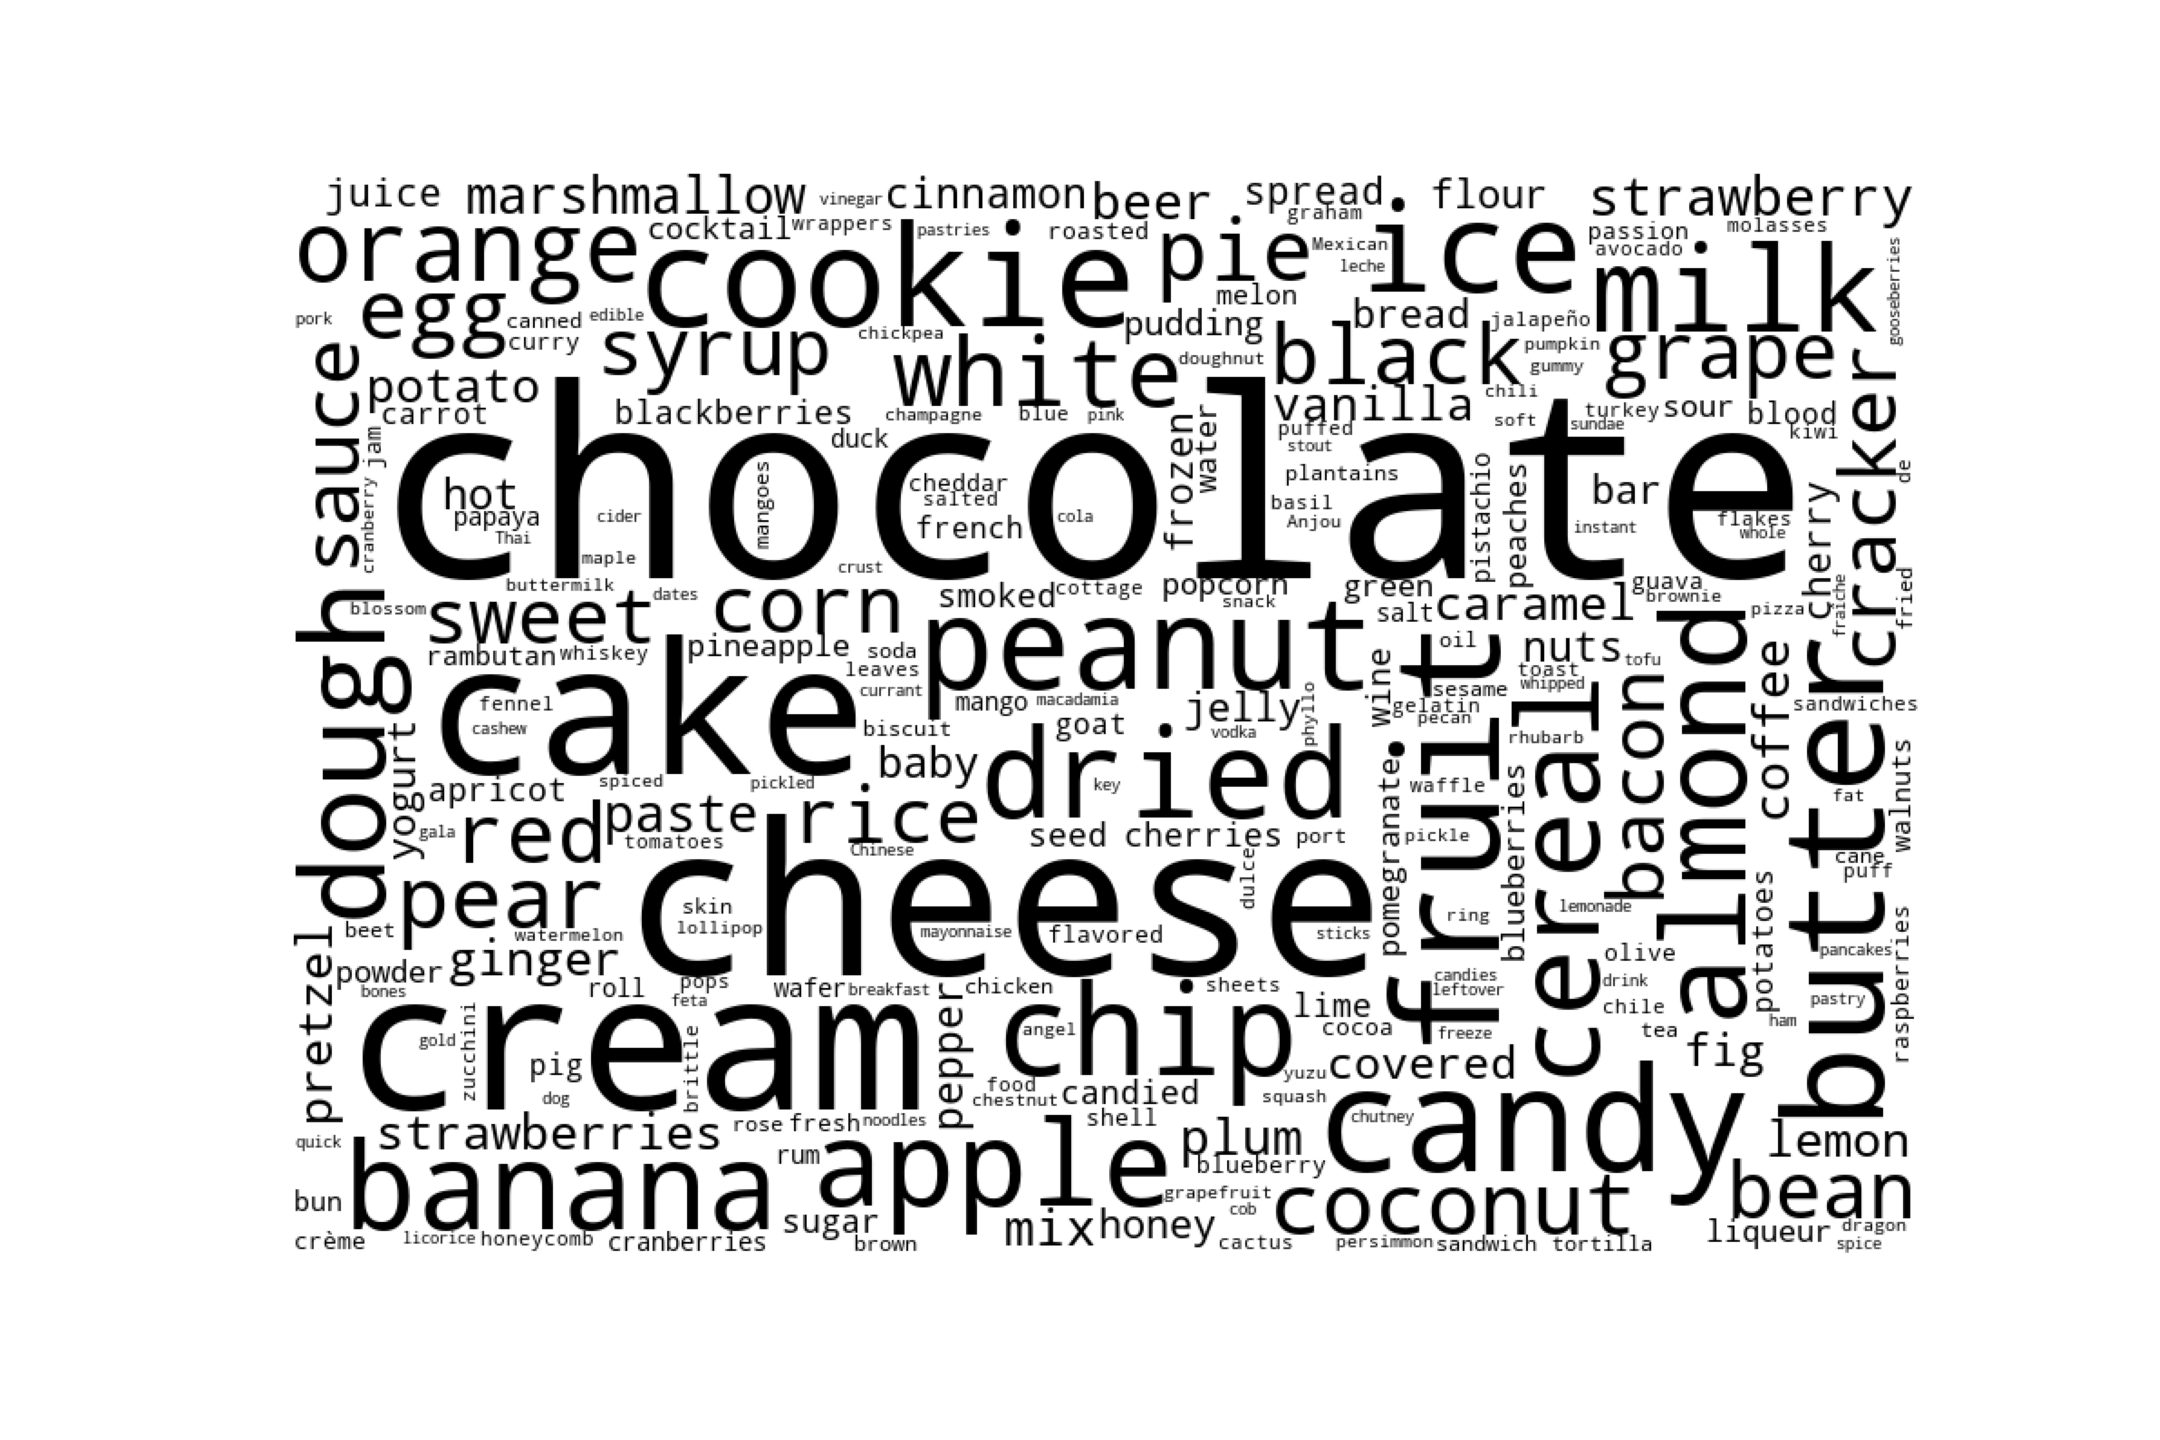 juice marshmallow vinegar cinnamon beer spread flour strawberry
graham
orange cocktail wrappers cookie pastries roasted pie Mexican leche ice passion avocado molasses milk gooseberries
pork egg canned curry edible syrup chickpea white melon pudding doughnut bread black jalapeño pumpkin gummy grape cracker
sauce potato carrot blackberries champagne blue pink vanilla chili soft turkey sundae sour blood kiwi
jam cranberry chocolate duck frozen water puffed stout plantains basil Anjou pistachio peaches bar de
hot papaya Thai cider mangoes cheddar salted french cola instant flakes whole cherry
maple crust
buttermilk dates blossom sweet corn smoked cottage popcorn snack green salt caramel guava brownie pizza fraîche fried
dough rambutan whiskey pineapple soda leaves currant peanut wine fruit oil nuts toast whipped tofu almond coffee butter
yogurt fennel cashew cake biscuit mango macadamia goat jelly vodka phyllo sesame gelatin pecan rhubarb cereal bacon sandwiches
apricot spiced pickled baby dried key pomegranate waffle blueberries fat walnuts
gala red paste tomatoes rice Chinese seed cherries port pickle cane puff
pear skin lollipop cheese dulce mayonnaise flavored sticks ring lemonade potatoes
pretzel beet watermelon ginger powder bones olive pancakes raspberries
roll pops feta wafer breakfast chicken sheets candies leftover drink chile pastry
cream gold zucchini pig dog brittle pepper angel chip lime cocoa freeze tea ham fig
food chestnut candied yuzu covered squash
strawberries rose fresh noodles shell chutney candy
quick banana rum apple plum blueberry lemon
bun sugar grapefruit cob coconut bean
crème licorice honeycomb cranberries brown mix honey cactus persimmon sandwich tortilla liqueur dragon spice